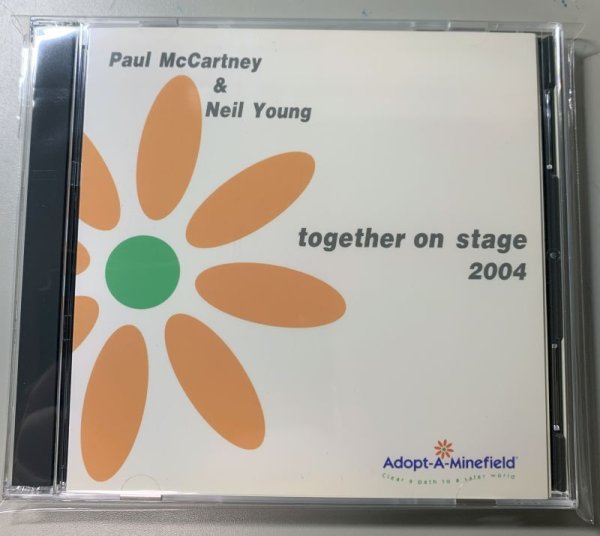 Paul McCartney
&
Neil Young
together on stage
2004
Adopt-A-Minefield®
Clear a path to a safer world